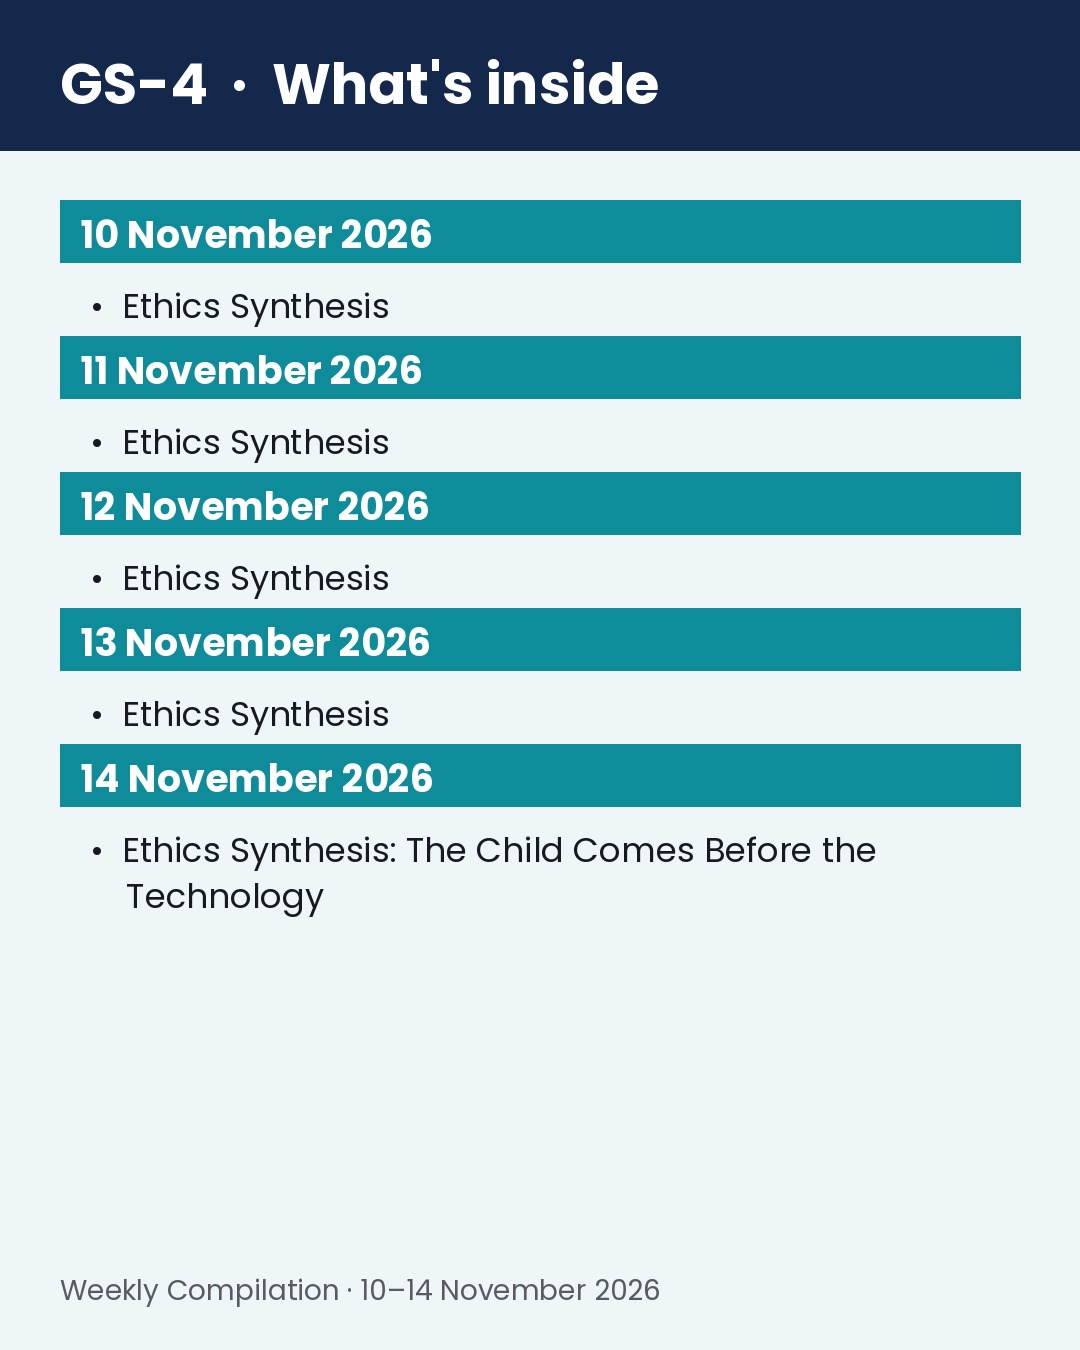 GS-4 · What's inside
10 November 2026
• Ethics Synthesis
11 November 2026
• Ethics Synthesis
12 November 2026
• Ethics Synthesis
13 November 2026
• Ethics Synthesis
14 November 2026
• Ethics Synthesis: The Child Comes Before the
Technology
Weekly Compilation · 10–14 November 2026